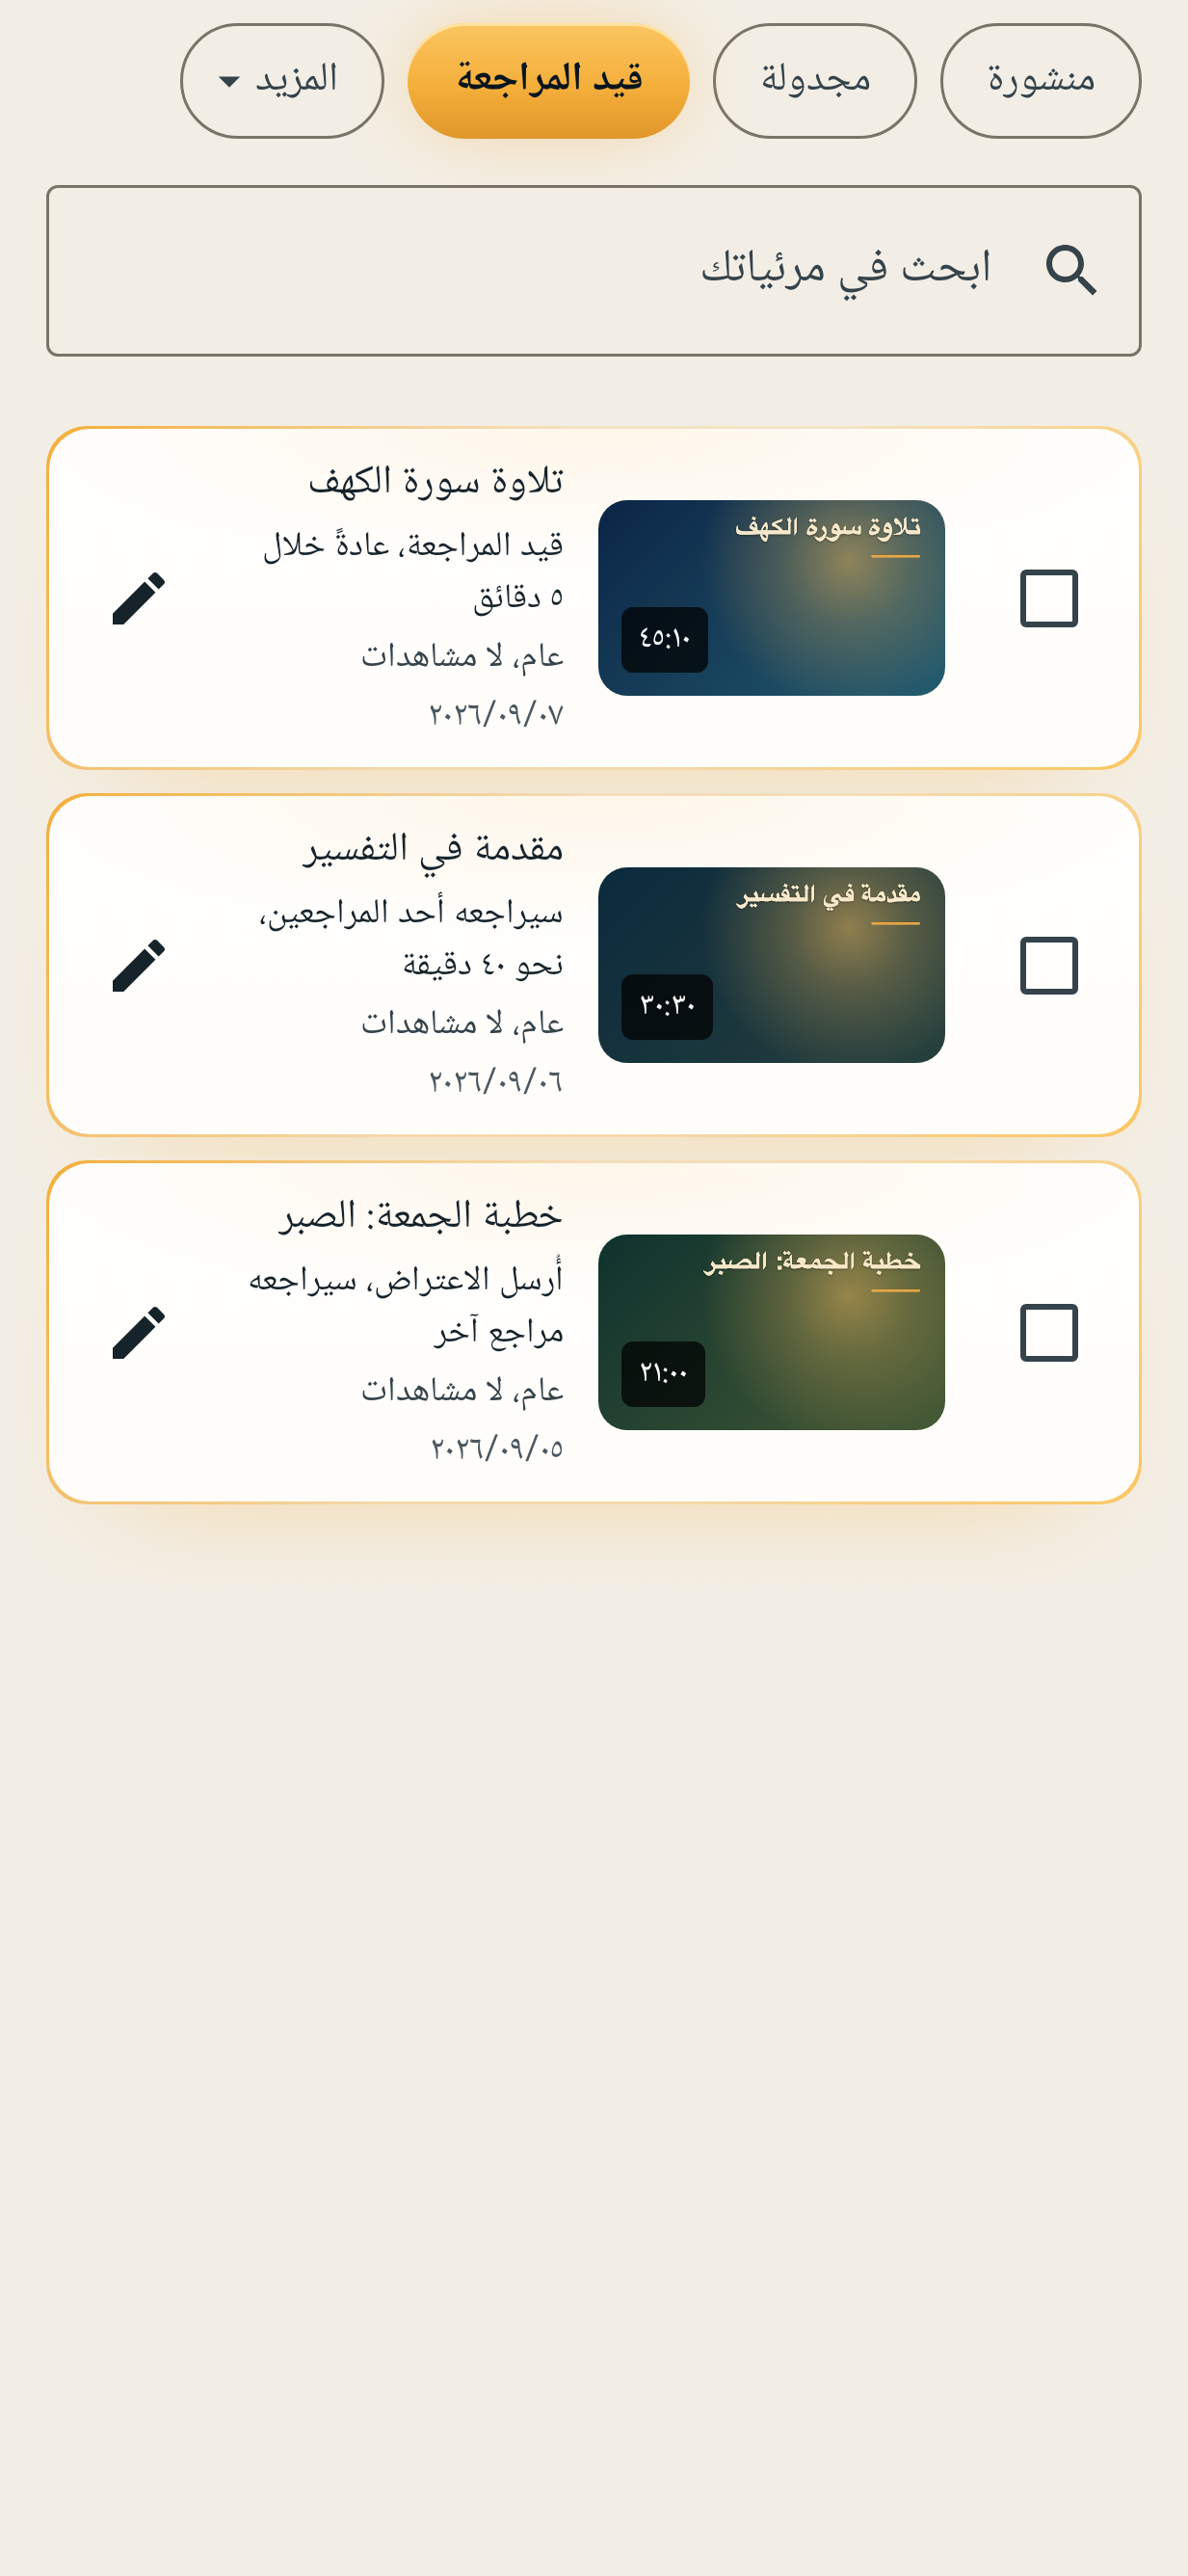 منشورة
مجدولة
قيد المراجعة
المزيد
ابحث في مرئياتك
تلاوة سورة الكهف
٤٥:١٠
تلاوة سورة الكهف
قيد المراجعة، عادةً خلال
٥ دقائق
عام، لا مشاهدات
٢٠٢٦/٠٩/٠٧
مقدمة في التفسير
٣٠:٣٠
مقدمة في التفسير
سيراجعه أحد المراجعين،
نحو ٤٠ دقيقة
عام، لا مشاهدات
٢٠٢٦/٠٩/٠٦
خطبة الجمعة: الصبر
٢١:٠٠
خطبة الجمعة: الصبر
أُرسل الاعتراض، سيراجعه
مراجع آخر
عام، لا مشاهدات
٢٠٢٦/٠٩/٠٥